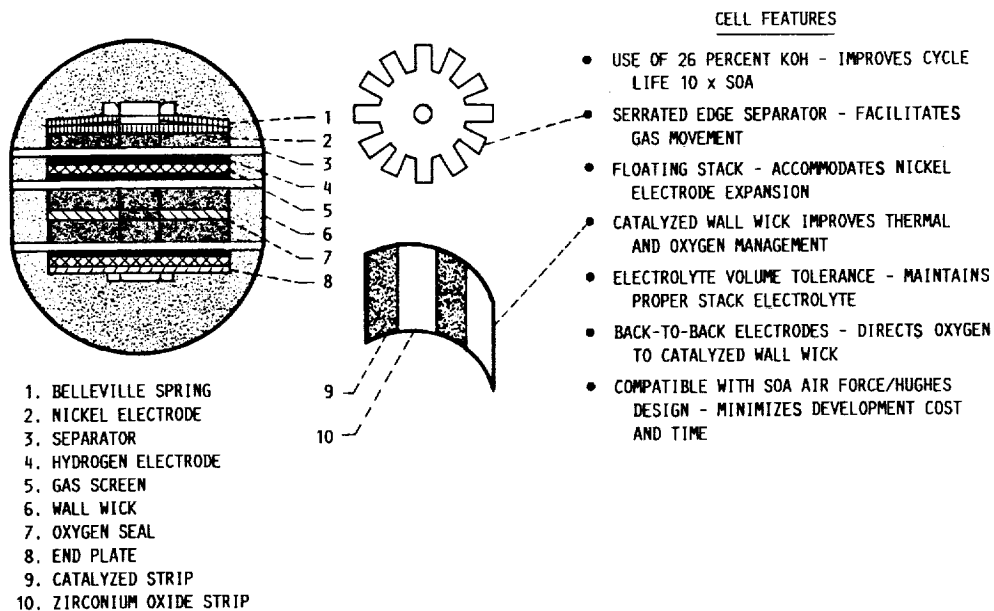 CELL FEATURES
• USE OF 26 PERCENT KOH - IMPROVES CYCLE
LIFE 10 x SOA
• SERRATED EDGE SEPARATOR - FACILITATES
GAS MOVEMENT
• FLOATING STACK - ACCOMMODATES NICKEL
ELECTRODE EXPANSION
• CATALYZED WALL WICK IMPROVES THERMAL
AND OXYGEN MANAGEMENT
• ELECTROLYTE VOLUME TOLERANCE - MAINTAINS
PROPER STACK ELECTROLYTE
• BACK-TO-BACK ELECTRODES - DIRECTS OXYGEN
TO CATALYZED WALL WICK
• COMPATIBLE WITH SOA AIR FORCE/HUGHES
DESIGN - MINIMIZES DEVELOPMENT COST
AND TIME
1
2
3
4
5
6
7
8
9
10
1. BELLEVILLE SPRING
2. NICKEL ELECTRODE
3. SEPARATOR
4. HYDROGEN ELECTRODE
5. GAS SCREEN
6. WALL WICK
7. OXYGEN SEAL
8. END PLATE
9. CATALYZED STRIP
10. ZIRCONIUM OXIDE STRIP